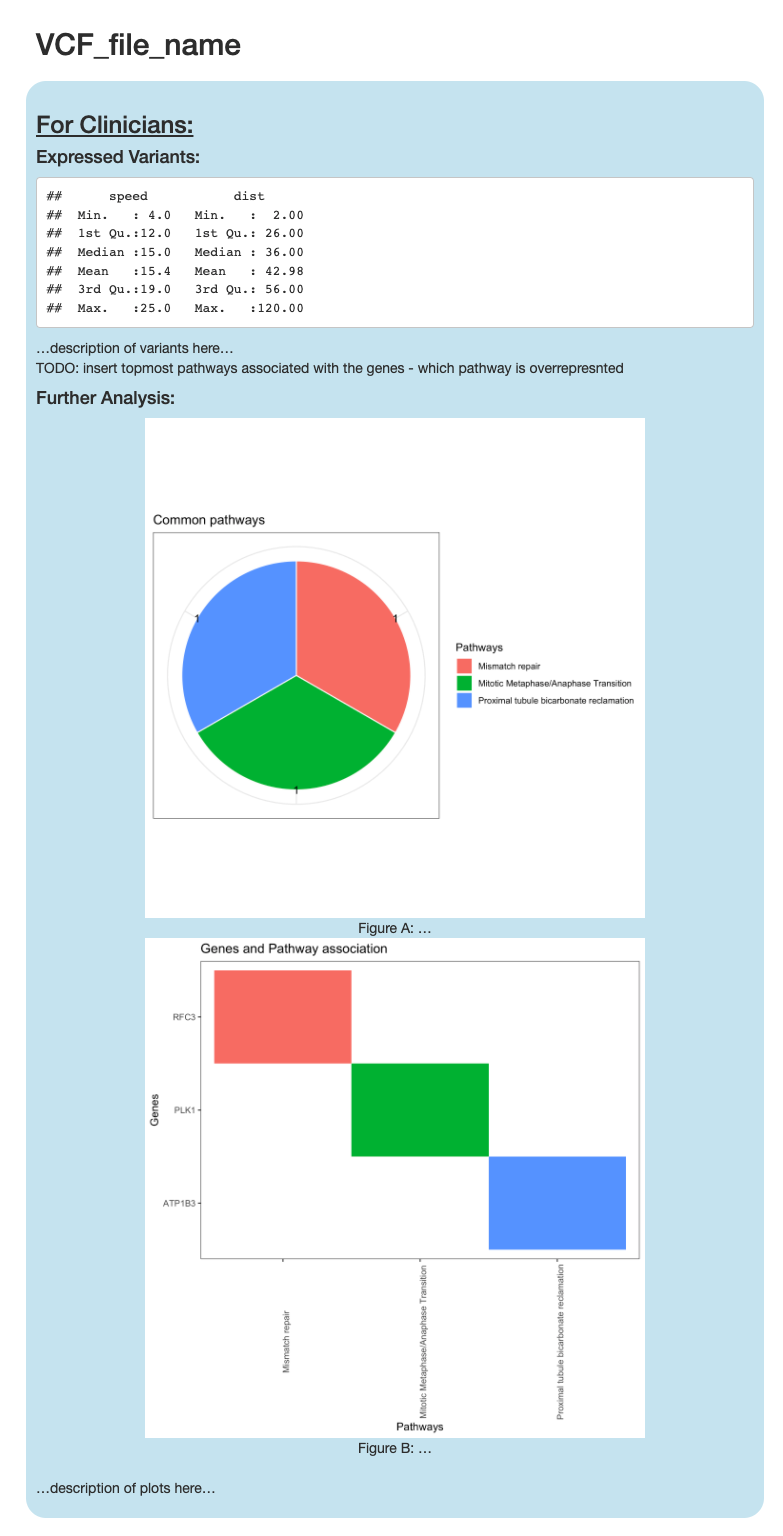 VCF_file_name
For Clinicians:
Expressed Variants:
##      speed           dist
##  Min.   : 4.0   Min.   :  2.00
##  1st Qu.:12.0   1st Qu.: 26.00
##  Median :15.0   Median : 36.00
##  Mean   :15.4   Mean   : 42.98
##  3rd Qu.:19.0   3rd Qu.: 56.00
##  Max.   :25.0   Max.   :120.00
…description of variants here…
TODO: insert topmost pathways associated with the genes - which pathway is overrepresnted
Further Analysis:
Common pathways
1
1
1
Pathways
Mismatch repair
Mitotic Metaphase/Anaphase Transition
Proximal tubule bicarbonate reclamation
Figure A: …
Genes and Pathway association
Genes
RFC3
PLK1
ATP1B3
Mismatch repair
Mitotic Metaphase/Anaphase Transition
Proximal tubule bicarbonate reclamation
Pathways
Figure B: …
…description of plots here…